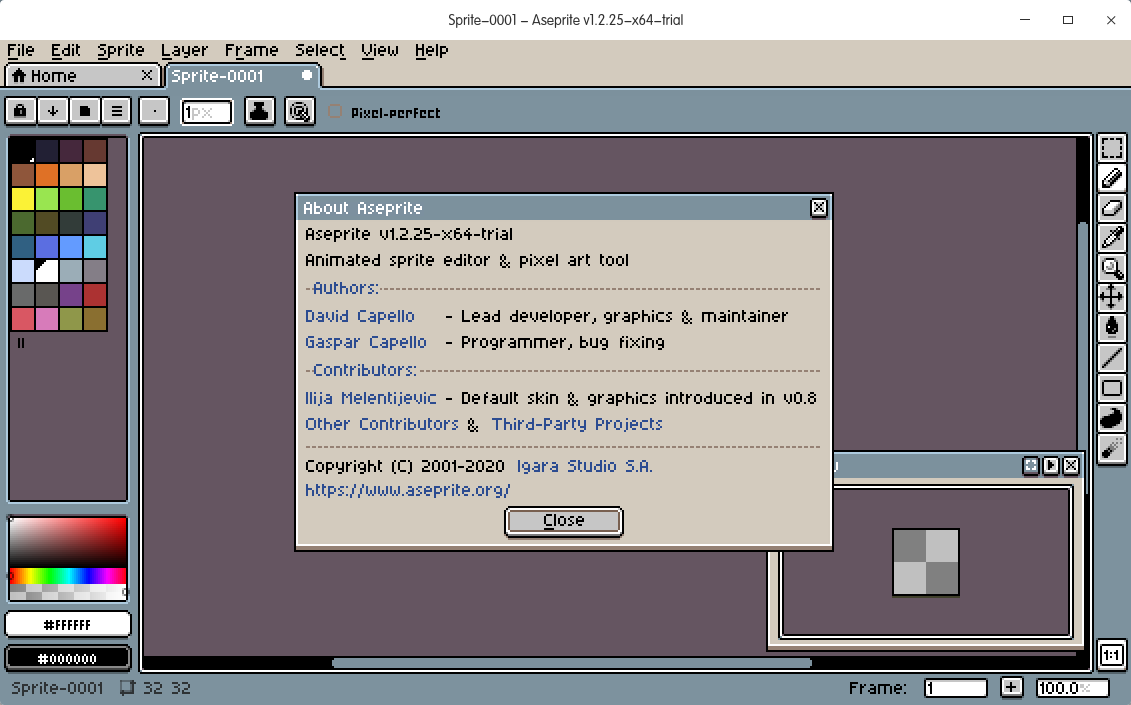 Sprite-0001 - Aseprite v1.2.25-x64-trial
File Edit Sprite Layer Frame Select View Help
Home Sprite-0001
1px Pixel-perfect
About Aseprite
Aseprite v1.2.25-x64-trial
Animated sprite editor & pixel art tool
Authors:
David Capello - Lead developer, graphics & maintainer
Gaspar Capello - Programmer, bug fixing
Contributors:
Ilija Melentijevic - Default skin & graphics introduced in v0.8
Other Contributors & Third-Party Projects
Copyright (C) 2001-2020 Igara Studio S.A.
https://www.aseprite.org/
Close
#FFFFFF
#000000
1:1
Sprite-0001 32 32 Frame: 1 + 100.0%